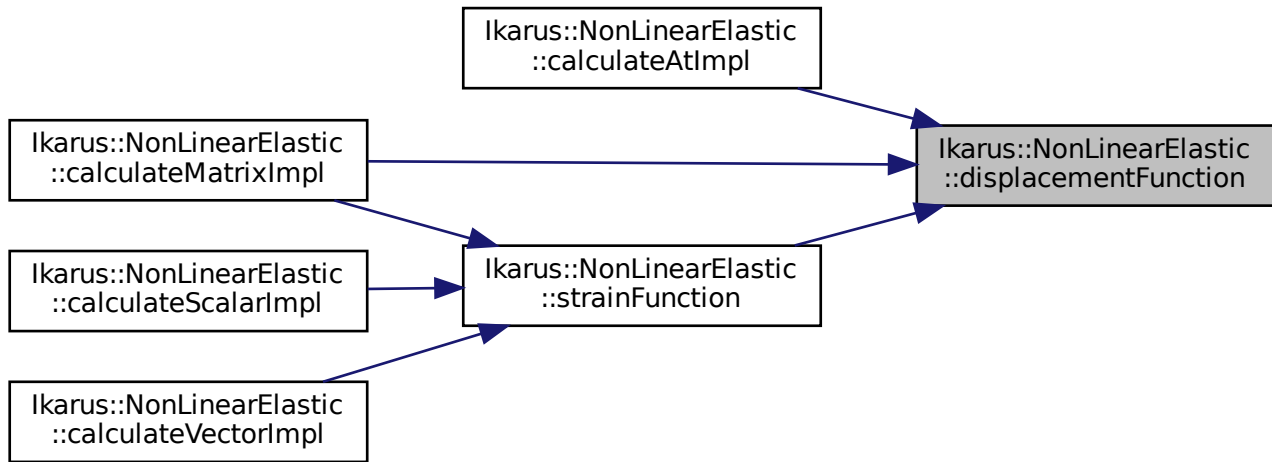 Ikarus::NonLinearElastic
::calculateAtImpl
Ikarus::NonLinearElastic
::calculateMatrixImpl
Ikarus::NonLinearElastic
::displacementFunction
Ikarus::NonLinearElastic
::calculateScalarImpl
Ikarus::NonLinearElastic
::strainFunction
Ikarus::NonLinearElastic
::calculateVectorImpl